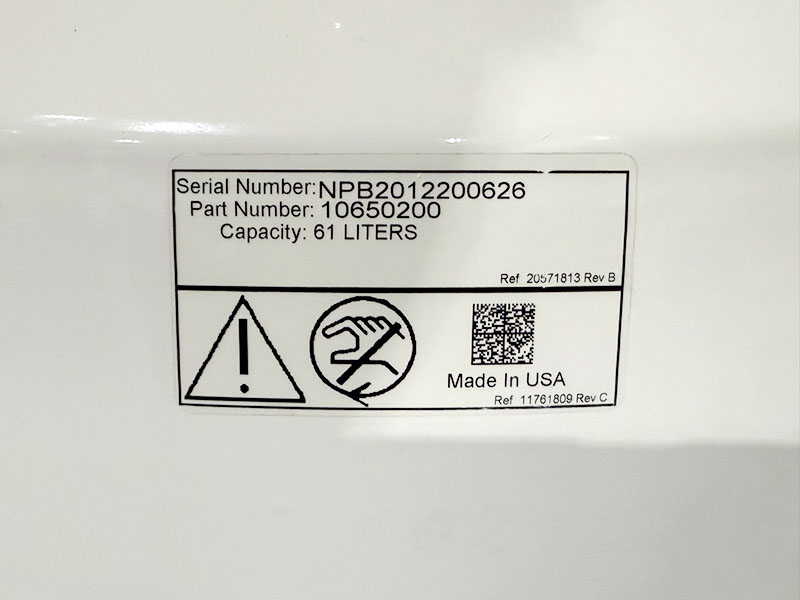 Serial Number: NPB2012200626
Part Number: 10650200
Capacity: 61 LITERS
Ref 20571813 Rev B
Made In USA
Ref 11761809 Rev C